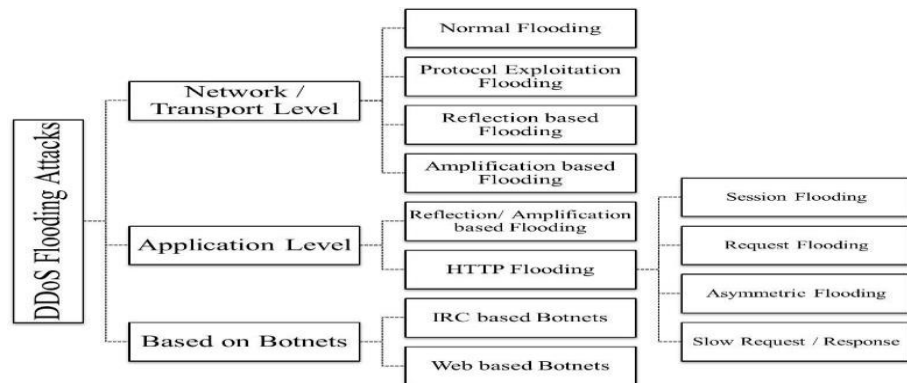 DDoS Flooding Attacks
Network /
Transport Level
Normal Flooding
Protocol Exploitation
Flooding
Reflection based
Flooding
Amplification based
Flooding
Application Level
Reflection/ Amplification
based Flooding
HTTP Flooding
Session Flooding
Request Flooding
Asymmetric Flooding
Slow Request / Response
Based on Botnets
IRC based Botnets
Web based Botnets